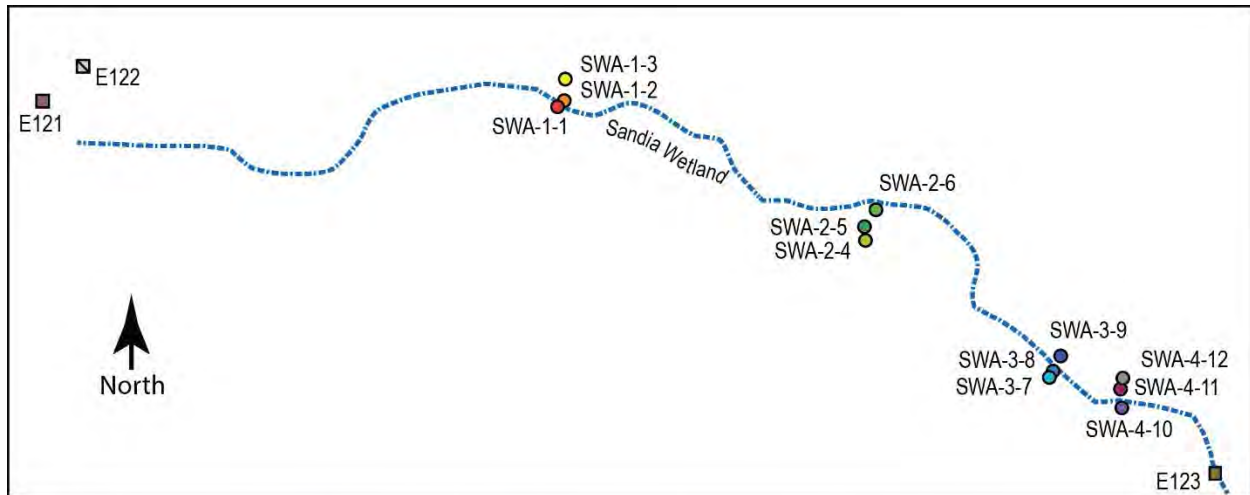 E122
E121
SWA-1-3
SWA-1-2
SWA-1-1
Sandia Wetland
SWA-2-6
SWA-2-5
SWA-2-4
North
SWA-3-9
SWA-3-8
SWA-3-7
SWA-4-12
SWA-4-11
SWA-4-10
E123